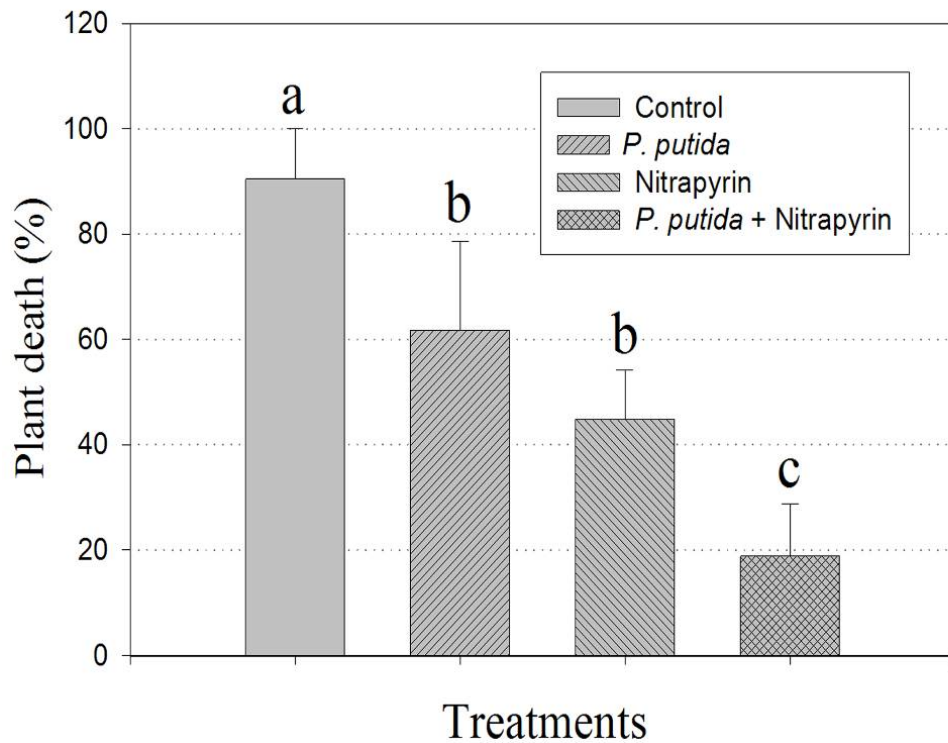 120
100
80
60
40
20
0
Plant death (%)
a
b
b
c
Control
P. putida
Nitrapyrin
P. putida + Nitrapyrin
Treatments